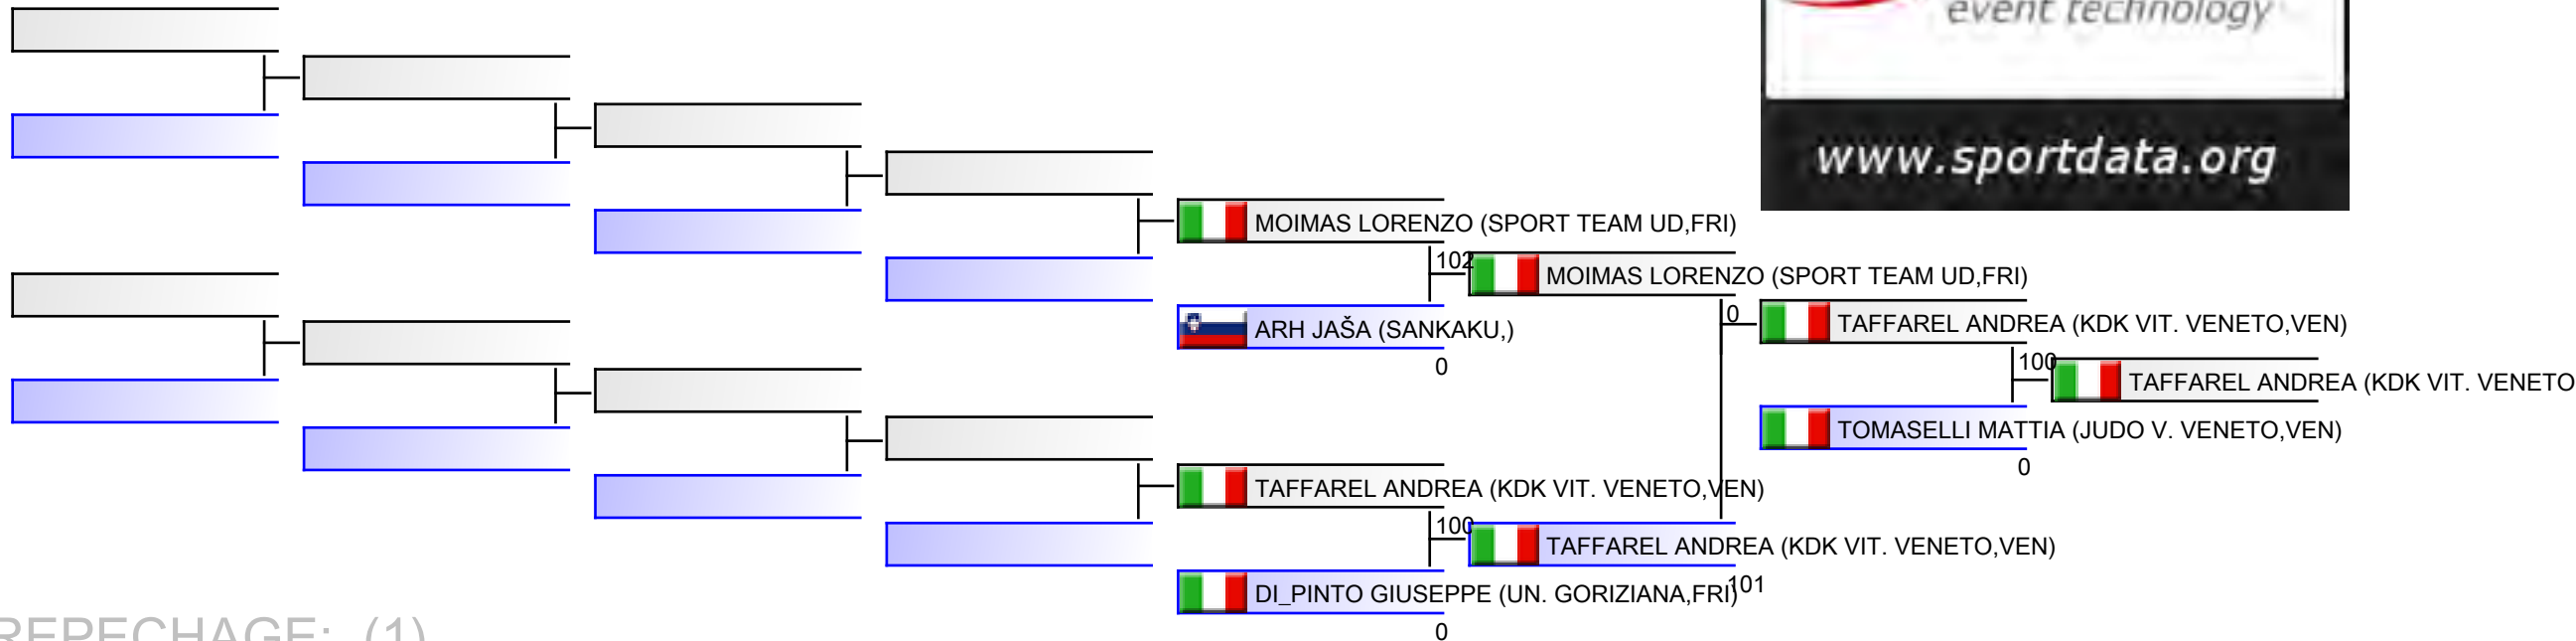 event technology
www.sportdata.org
MOIMAS LORENZO (SPORT TEAM UD,FRI)
102
MOIMAS LORENZO (SPORT TEAM UD,FRI)
ARH JAŠA (SANKAKU,)
0
0
TAFFAREL ANDREA (KDK VIT. VENETO,VEN)
100
TAFFAREL ANDREA (KDK VIT. VENETO
TOMASELLI MATTIA (JUDO V. VENETO,VEN)
0
TAFFAREL ANDREA (KDK VIT. VENETO,VEN)
100
TAFFAREL ANDREA (KDK VIT. VENETO,VEN)
101
DI_PINTO GIUSEPPE (UN. GORIZIANA,FRI)
0
REPECHAGE: (1)